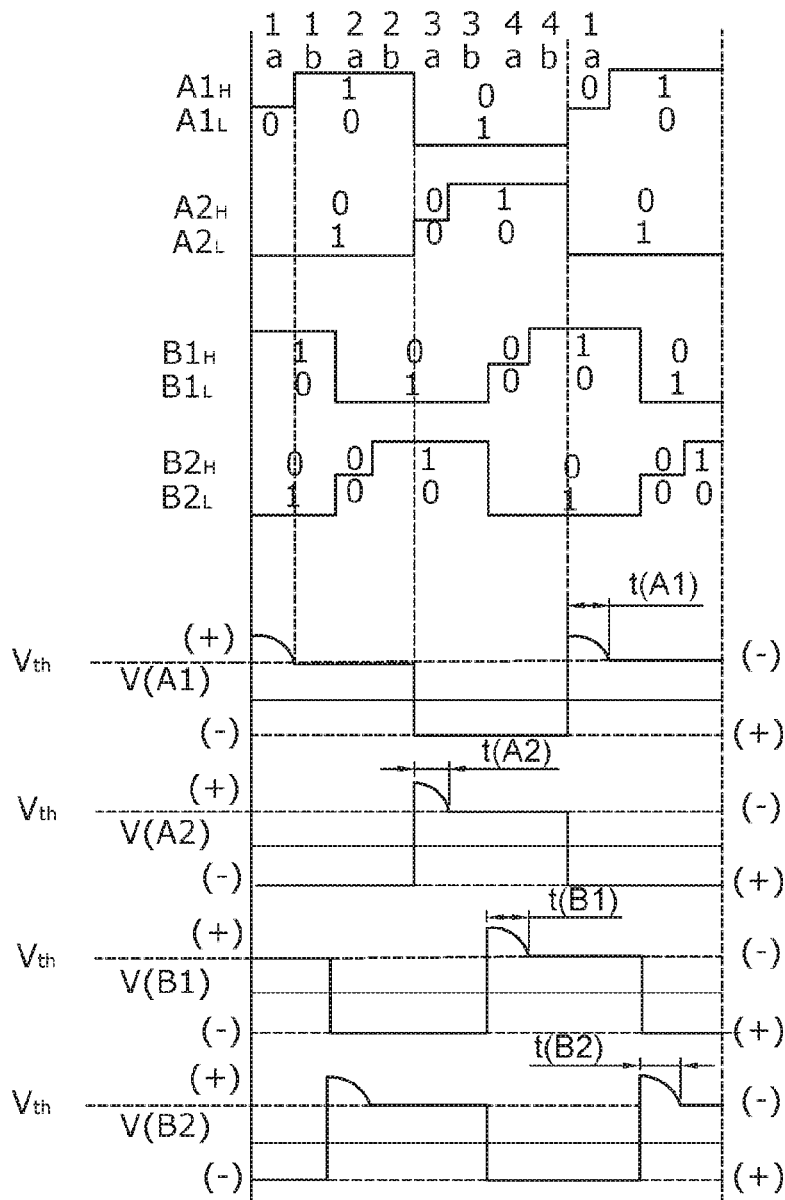 1 1 2 2 3 3 4 4 1
a b a b a b a b a
A1H 1 0 0 1
A1L 0 0 1 0
A2H 0 0 1 0
A2L 1 0 0 1
B1H 1 0 0 1 0
B1L 0 1 0 0 1
B2H 0 0 1 0 0 1
B2L 1 0 0 1 0 0
t(A1)
(+)
Vth (-)
V(A1)
(-) (+)
t(A2)
(+)
Vth (-)
V(A2)
(-) (+)
t(B1)
(+)
Vth (-)
V(B1)
(-) (+)
t(B2)
(+)
Vth (-)
V(B2)
(-) (+)